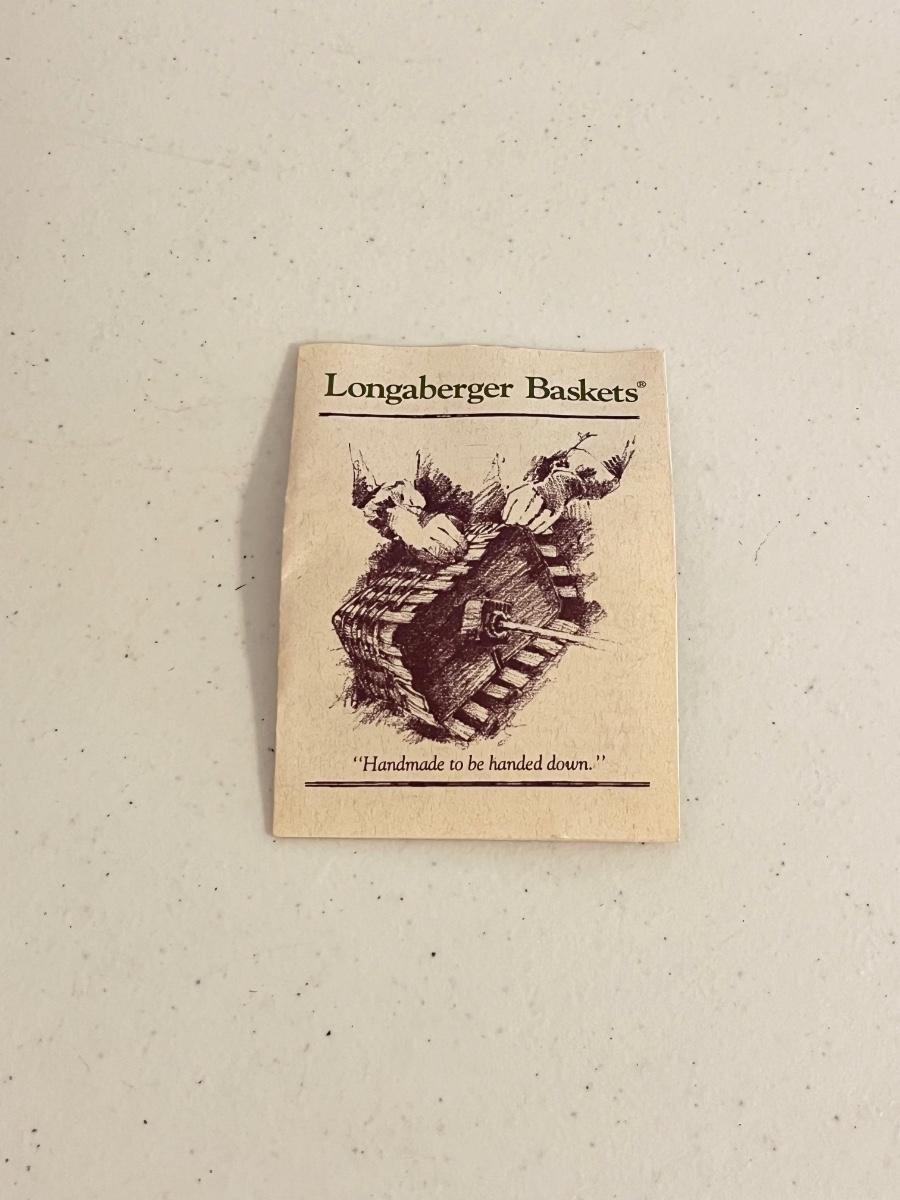 Longaberger Baskets®
“Handmade to be handed down.”